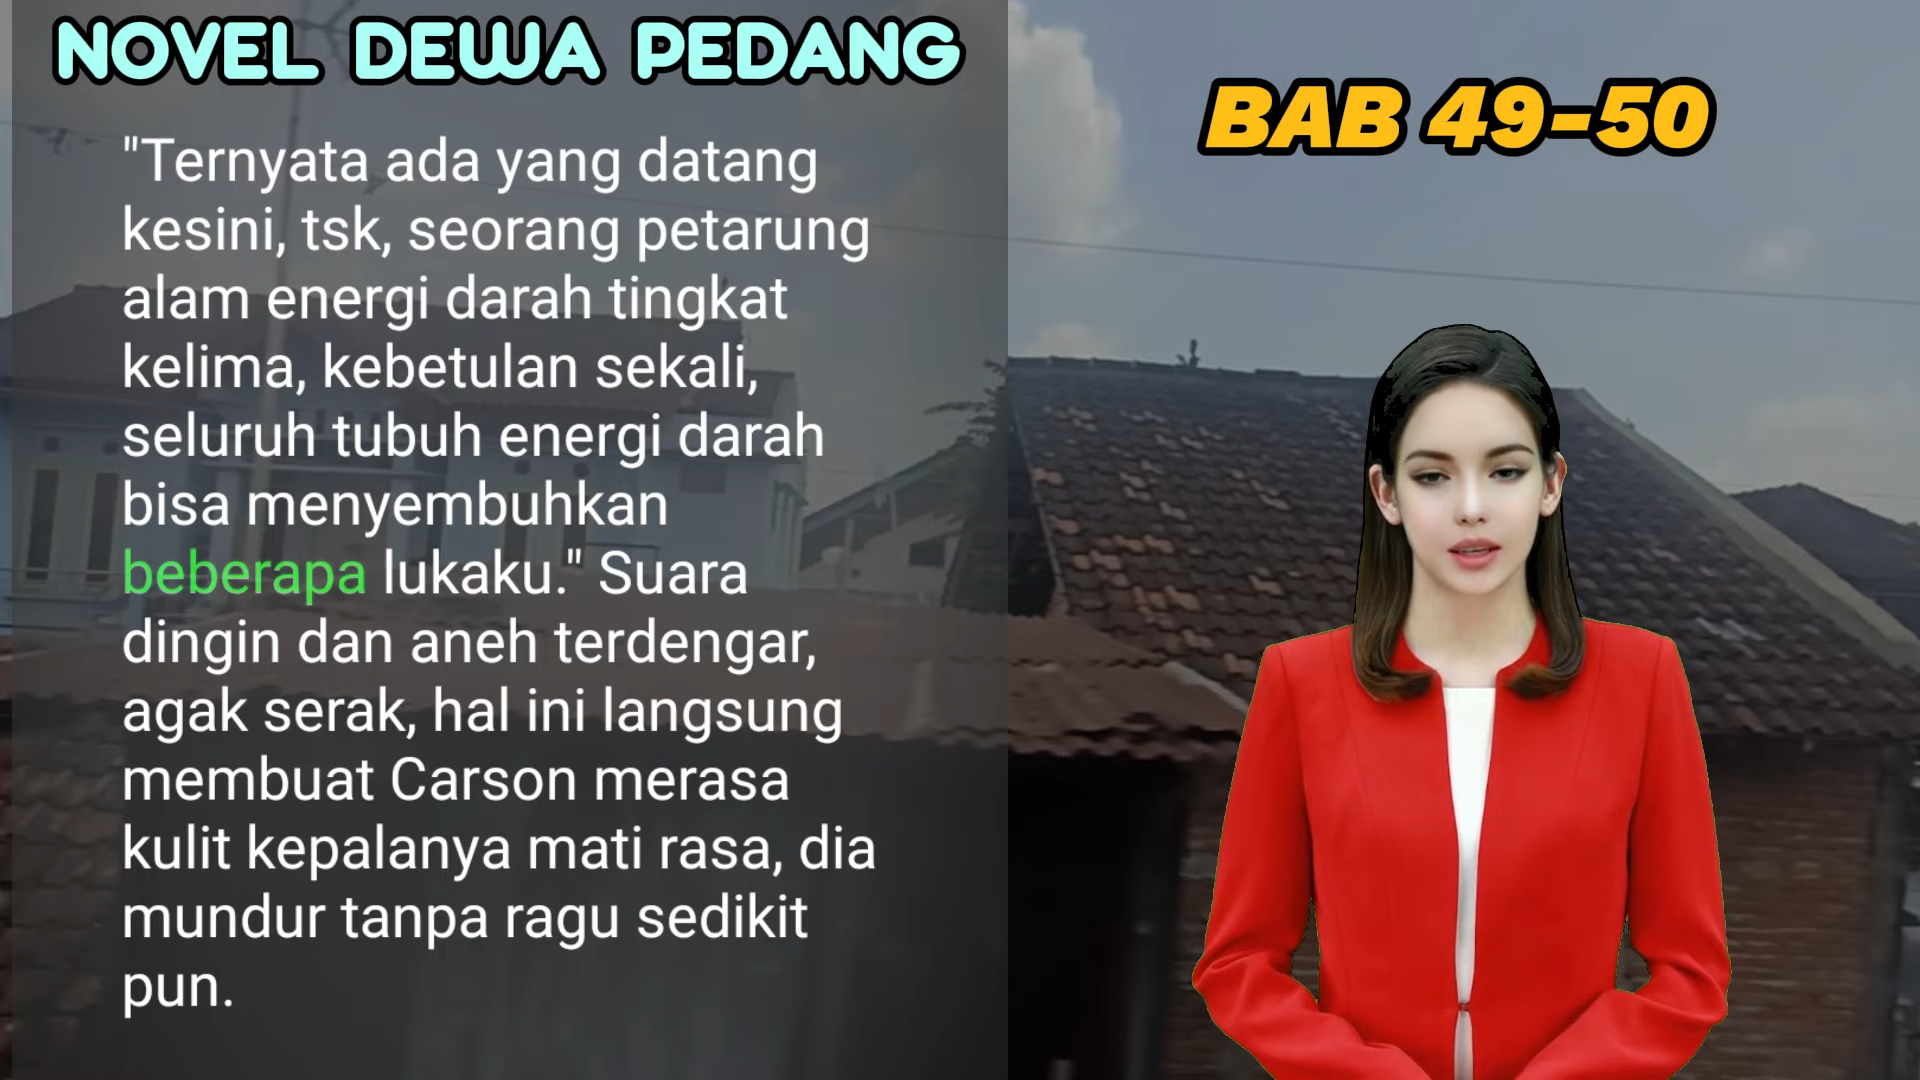 NOVEL DEWA PEDANG
"Ternyata ada yang datang
kesini, tsk, seorang petarung
alam energi darah tingkat
kelima, kebetulan sekali,
seluruh tubuh energi darah
bisa menyembuhkan
beberapa lukaku." Suara
dingin dan aneh terdengar,
agak serak, hal ini langsung
membuat Carson merasa
kulit kepalanya mati rasa, dia
mundur tanpa ragu sedikit
pun.
BAB 49-50